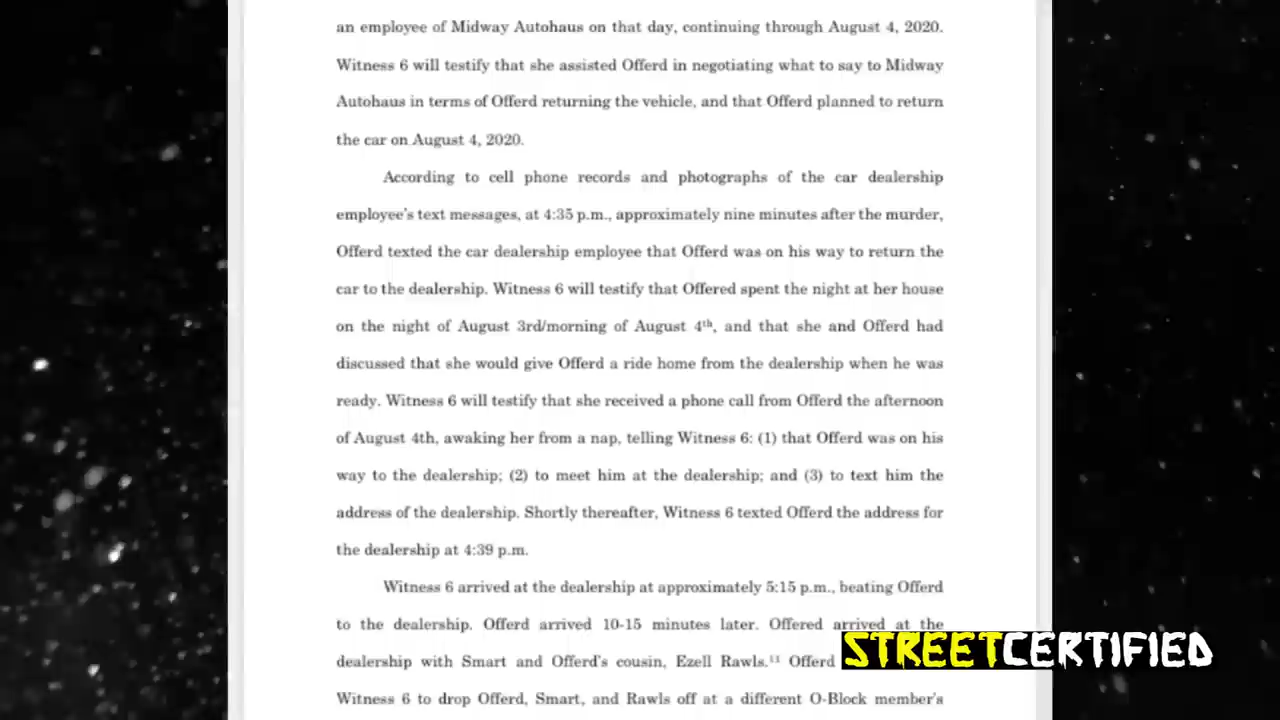 an employee of Midway Autohaus on that day, continuing through August 4, 2020.
Witness 6 will testify that she assisted Offerd in negotiating what to say to Midway
Autohaus in terms of Offerd returning the vehicle, and that Offerd planned to return
the car on August 4, 2020.
According to cell phone records and photographs of the car dealership
employee's text messages, at 4:35 p.m., approximately nine minutes after the murder,
Offerd texted the car dealership employee that Offerd was on his way to return the
car to the dealership. Witness 6 will testify that Offered spent the night at her house
on the night of August 3rd/morning of August 4th, and that she and Offerd had
discussed that she would give Offerd a ride home from the dealership when he was
ready. Witness 6 will testify that she received a phone call from Offerd the afternoon
of August 4th, awaking her from a nap, telling Witness 6: (1) that Offerd was on his
way to the dealership; (2) to meet him at the dealership; and (3) to text him the
address of the dealership. Shortly thereafter, Witness 6 texted Offerd the address for
the dealership at 4:39 p.m.
Witness 6 arrived at the dealership at approximately 5:15 p.m., beating Offerd
to the dealership. Offerd arrived 10-15 minutes later. Offered arrived at the
dealership with Smart and Offerd's cousin, Ezell Rawls.¹¹ Offerd
STREETCERTIFIED
Witness 6 to drop Offerd, Smart, and Rawls off at a different O-Block member's